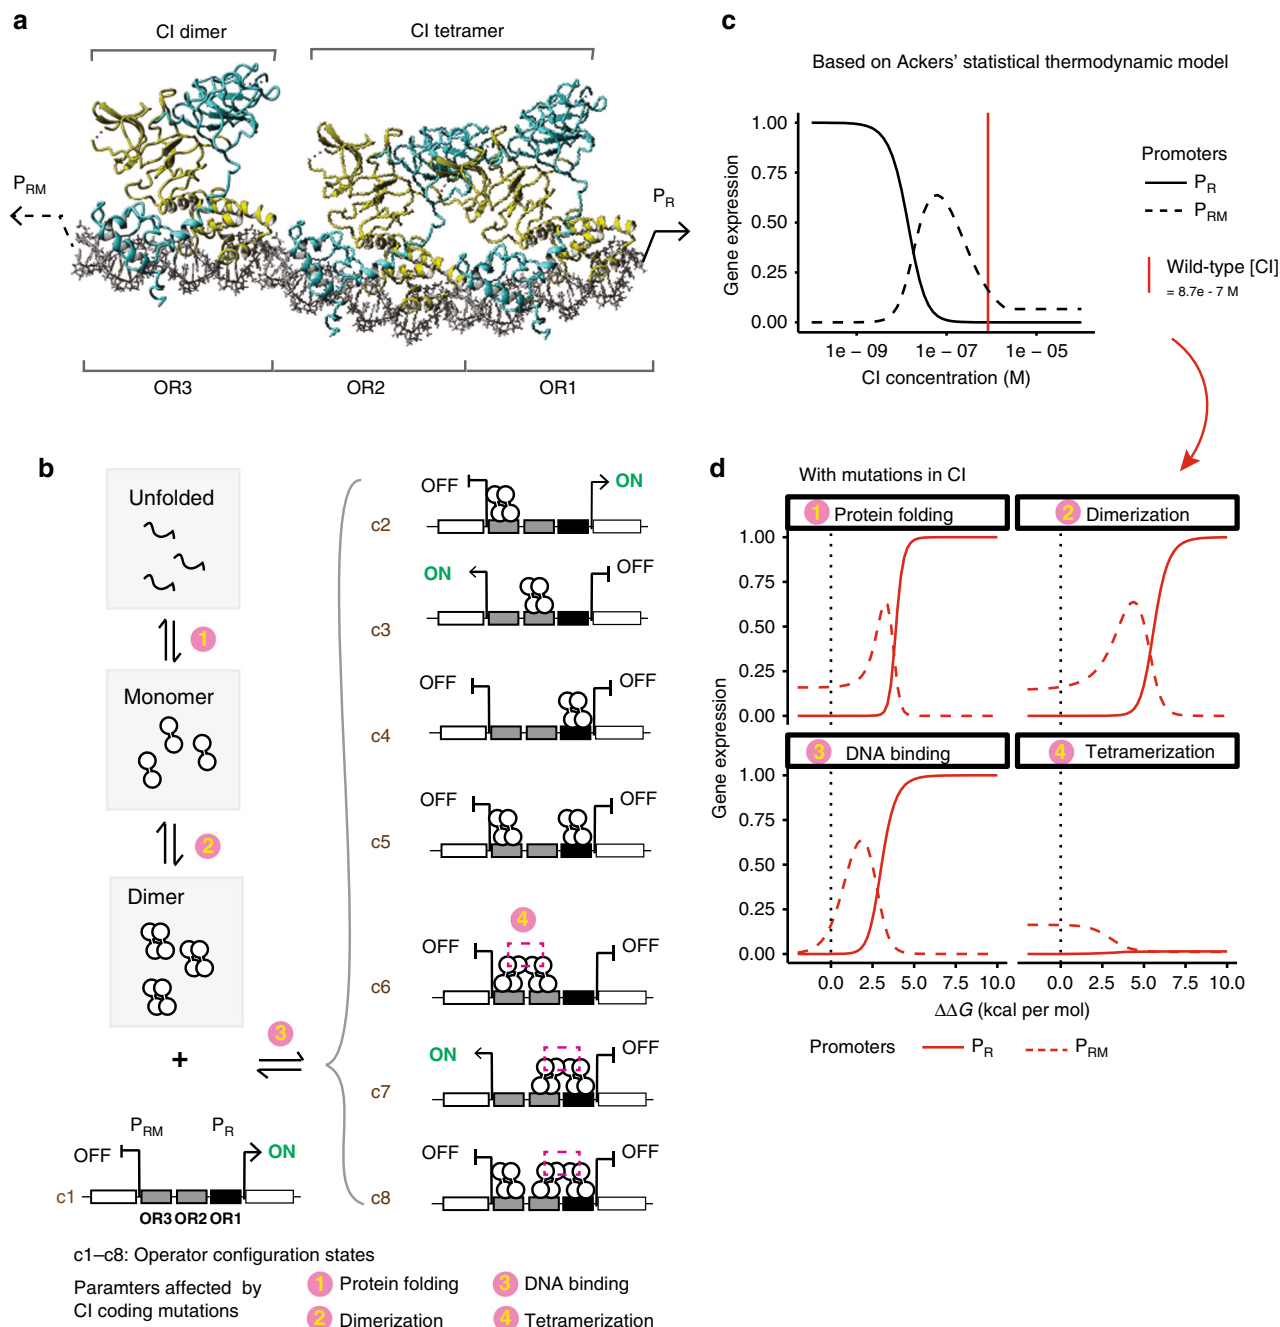 a
CI dimer
CI tetramer
P_RM
P_R
OR3
OR2
OR1
c
Based on Ackers' statistical thermodynamic model
Gene expression
1.00
0.75
0.50
0.25
0.00
1e – 09
1e – 07
1e – 05
CI concentration (M)
Promoters
P_R
P_RM
Wild-type [CI]
= 8.7e - 7 M
b
Unfolded
1
Monomer
2
Dimer
+
3
P_RM
P_R
OFF
ON
c1
OR3 OR2 OR1
OFF
ON
c2
ON
OFF
c3
OFF
OFF
c4
OFF
OFF
c5
4
OFF
OFF
c6
ON
OFF
c7
OFF
OFF
c8
c1–c8: Operator configuration states
Paramters affected by
CI coding mutations
1 Protein folding
2 Dimerization
3 DNA binding
4 Tetramerization
d
With mutations in CI
1 Protein folding
2 Dimerization
1.00
0.75
0.50
0.25
0.00
3 DNA binding
4 Tetramerization
1.00
0.75
0.50
0.25
0.00
Gene expression
0.0 2.5 5.0 7.5 10.0
0.0 2.5 5.0 7.5 10.0
ΔΔG (kcal per mol)
Promoters
P_R
P_RM